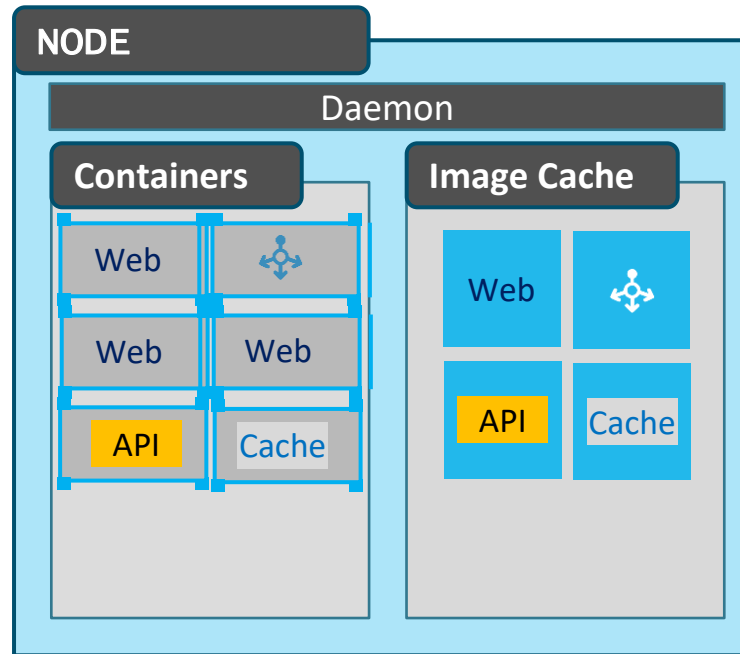 NODE
Daemon
Containers
Web
Web
Web
API
Cache
Image Cache
Web
API
Cache